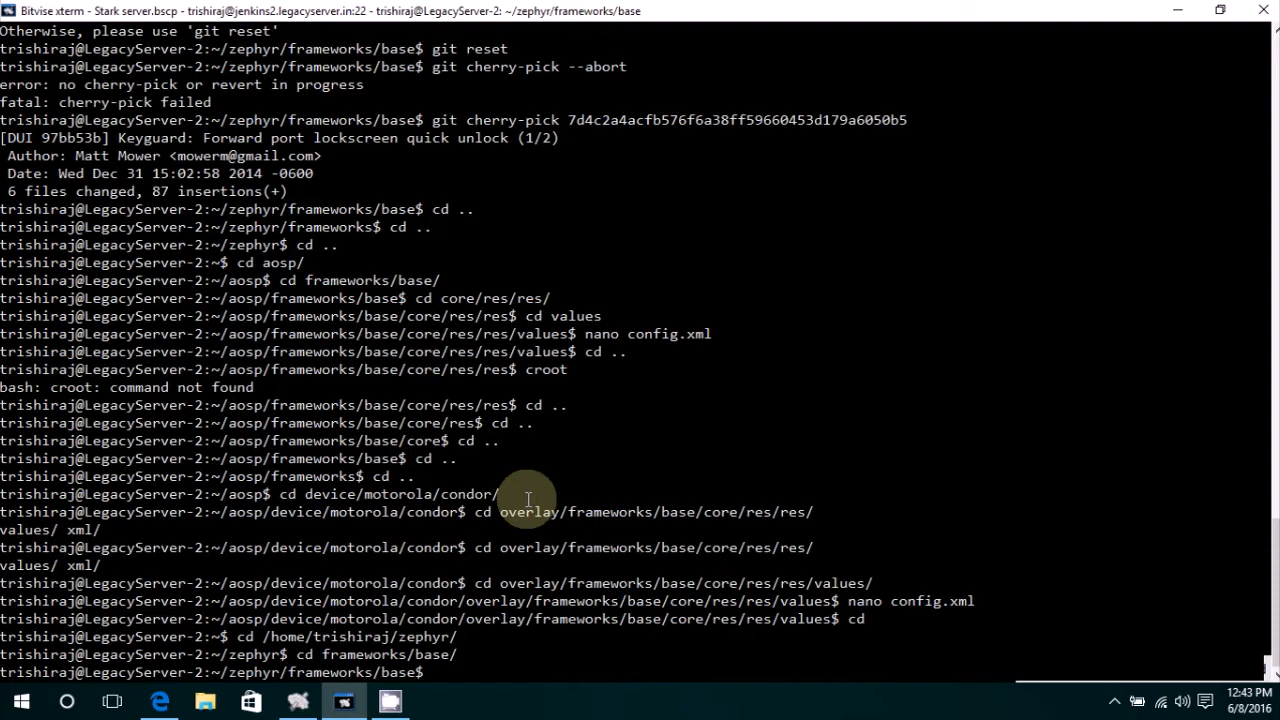 Bitvise xterm - Stark server.bscp - trishiraj@jenkins2.legacyserver.in:22 - trishiraj@LegacyServer-2: ~/zephyr/frameworks/base
Otherwise, please use 'git reset'
trishiraj@LegacyServer-2:~/zephyr/frameworks/base$ git reset
trishiraj@LegacyServer-2:~/zephyr/frameworks/base$ git cherry-pick --abort
error: no cherry-pick or revert in progress
fatal: cherry-pick failed
trishiraj@LegacyServer-2:~/zephyr/frameworks/base$ git cherry-pick 7d4c2a4acfb576f6a38ff59660453d179a6050b5
[DUI 97bb53b] Keyguard: Forward port lockscreen quick unlock (1/2)
Author: Matt Mower <mowerm@gmail.com>
Date: Wed Dec 31 15:02:58 2014 -0600
6 files changed, 87 insertions(+)
trishiraj@LegacyServer-2:~/zephyr/frameworks/base$ cd ..
trishiraj@LegacyServer-2:~/zephyr/frameworks$ cd ..
trishiraj@LegacyServer-2:~/zephyr$ cd ..
trishiraj@LegacyServer-2:~$ cd aosp/
trishiraj@LegacyServer-2:~/aosp$ cd frameworks/base/
trishiraj@LegacyServer-2:~/aosp/frameworks/base$ cd core/res/res/
trishiraj@LegacyServer-2:~/aosp/frameworks/base/core/res/res$ cd values
trishiraj@LegacyServer-2:~/aosp/frameworks/base/core/res/res/values$ nano config.xml
trishiraj@LegacyServer-2:~/aosp/frameworks/base/core/res/res/values$ cd ..
trishiraj@LegacyServer-2:~/aosp/frameworks/base/core/res/res$ croot
bash: croot: command not found
trishiraj@LegacyServer-2:~/aosp/frameworks/base/core/res/res$ cd ..
trishiraj@LegacyServer-2:~/aosp/frameworks/base/core/res$ cd ..
trishiraj@LegacyServer-2:~/aosp/frameworks/base/core$ cd ..
trishiraj@LegacyServer-2:~/aosp/frameworks/base$ cd ..
trishiraj@LegacyServer-2:~/aosp/frameworks$ cd ..
trishiraj@LegacyServer-2:~/aosp$ cd device/motorola/condor/
trishiraj@LegacyServer-2:~/aosp/device/motorola/condor$ cd overlay/frameworks/base/core/res/res/
values/ xml/
trishiraj@LegacyServer-2:~/aosp/device/motorola/condor$ cd overlay/frameworks/base/core/res/res/
values/ xml/
trishiraj@LegacyServer-2:~/aosp/device/motorola/condor$ cd overlay/frameworks/base/core/res/res/values/
trishiraj@LegacyServer-2:~/aosp/device/motorola/condor/overlay/frameworks/base/core/res/res/values$ nano config.xml
trishiraj@LegacyServer-2:~/aosp/device/motorola/condor/overlay/frameworks/base/core/res/res/values$ cd
trishiraj@LegacyServer-2:~$ cd /home/trishiraj/zephyr/
trishiraj@LegacyServer-2:~/zephyr$ cd frameworks/base/
trishiraj@LegacyServer-2:~/zephyr/frameworks/base$
12:43 PM
6/8/2016